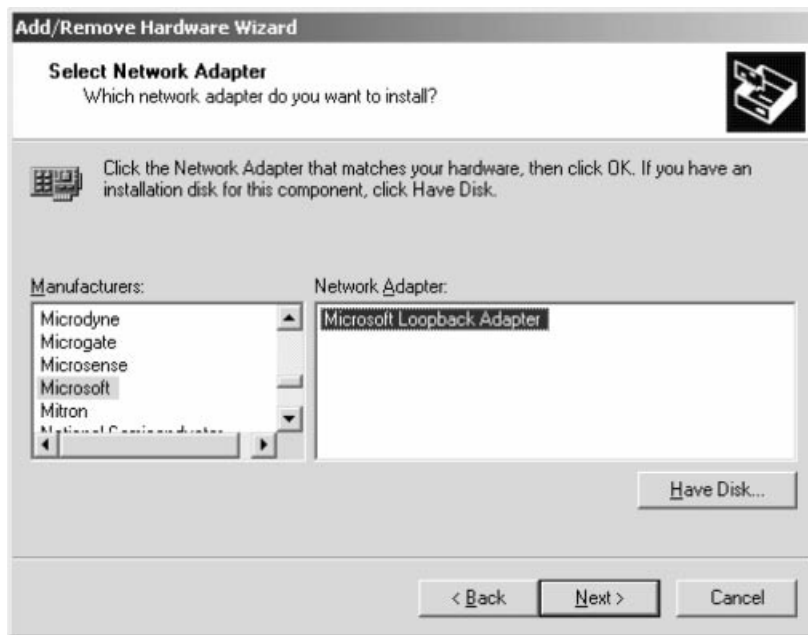 Add/Remove Hardware Wizard
Select Network Adapter
Which network adapter do you want to install?
Click the Network Adapter that matches your hardware, then click OK. If you have an
installation disk for this component, click Have Disk.
Manufacturers:
Network Adapter:
Microdyne
Microgate
Microsense
Microsoft
Mitron
Microsoft Loopback Adapter
Have Disk...
< Back
Next >
Cancel